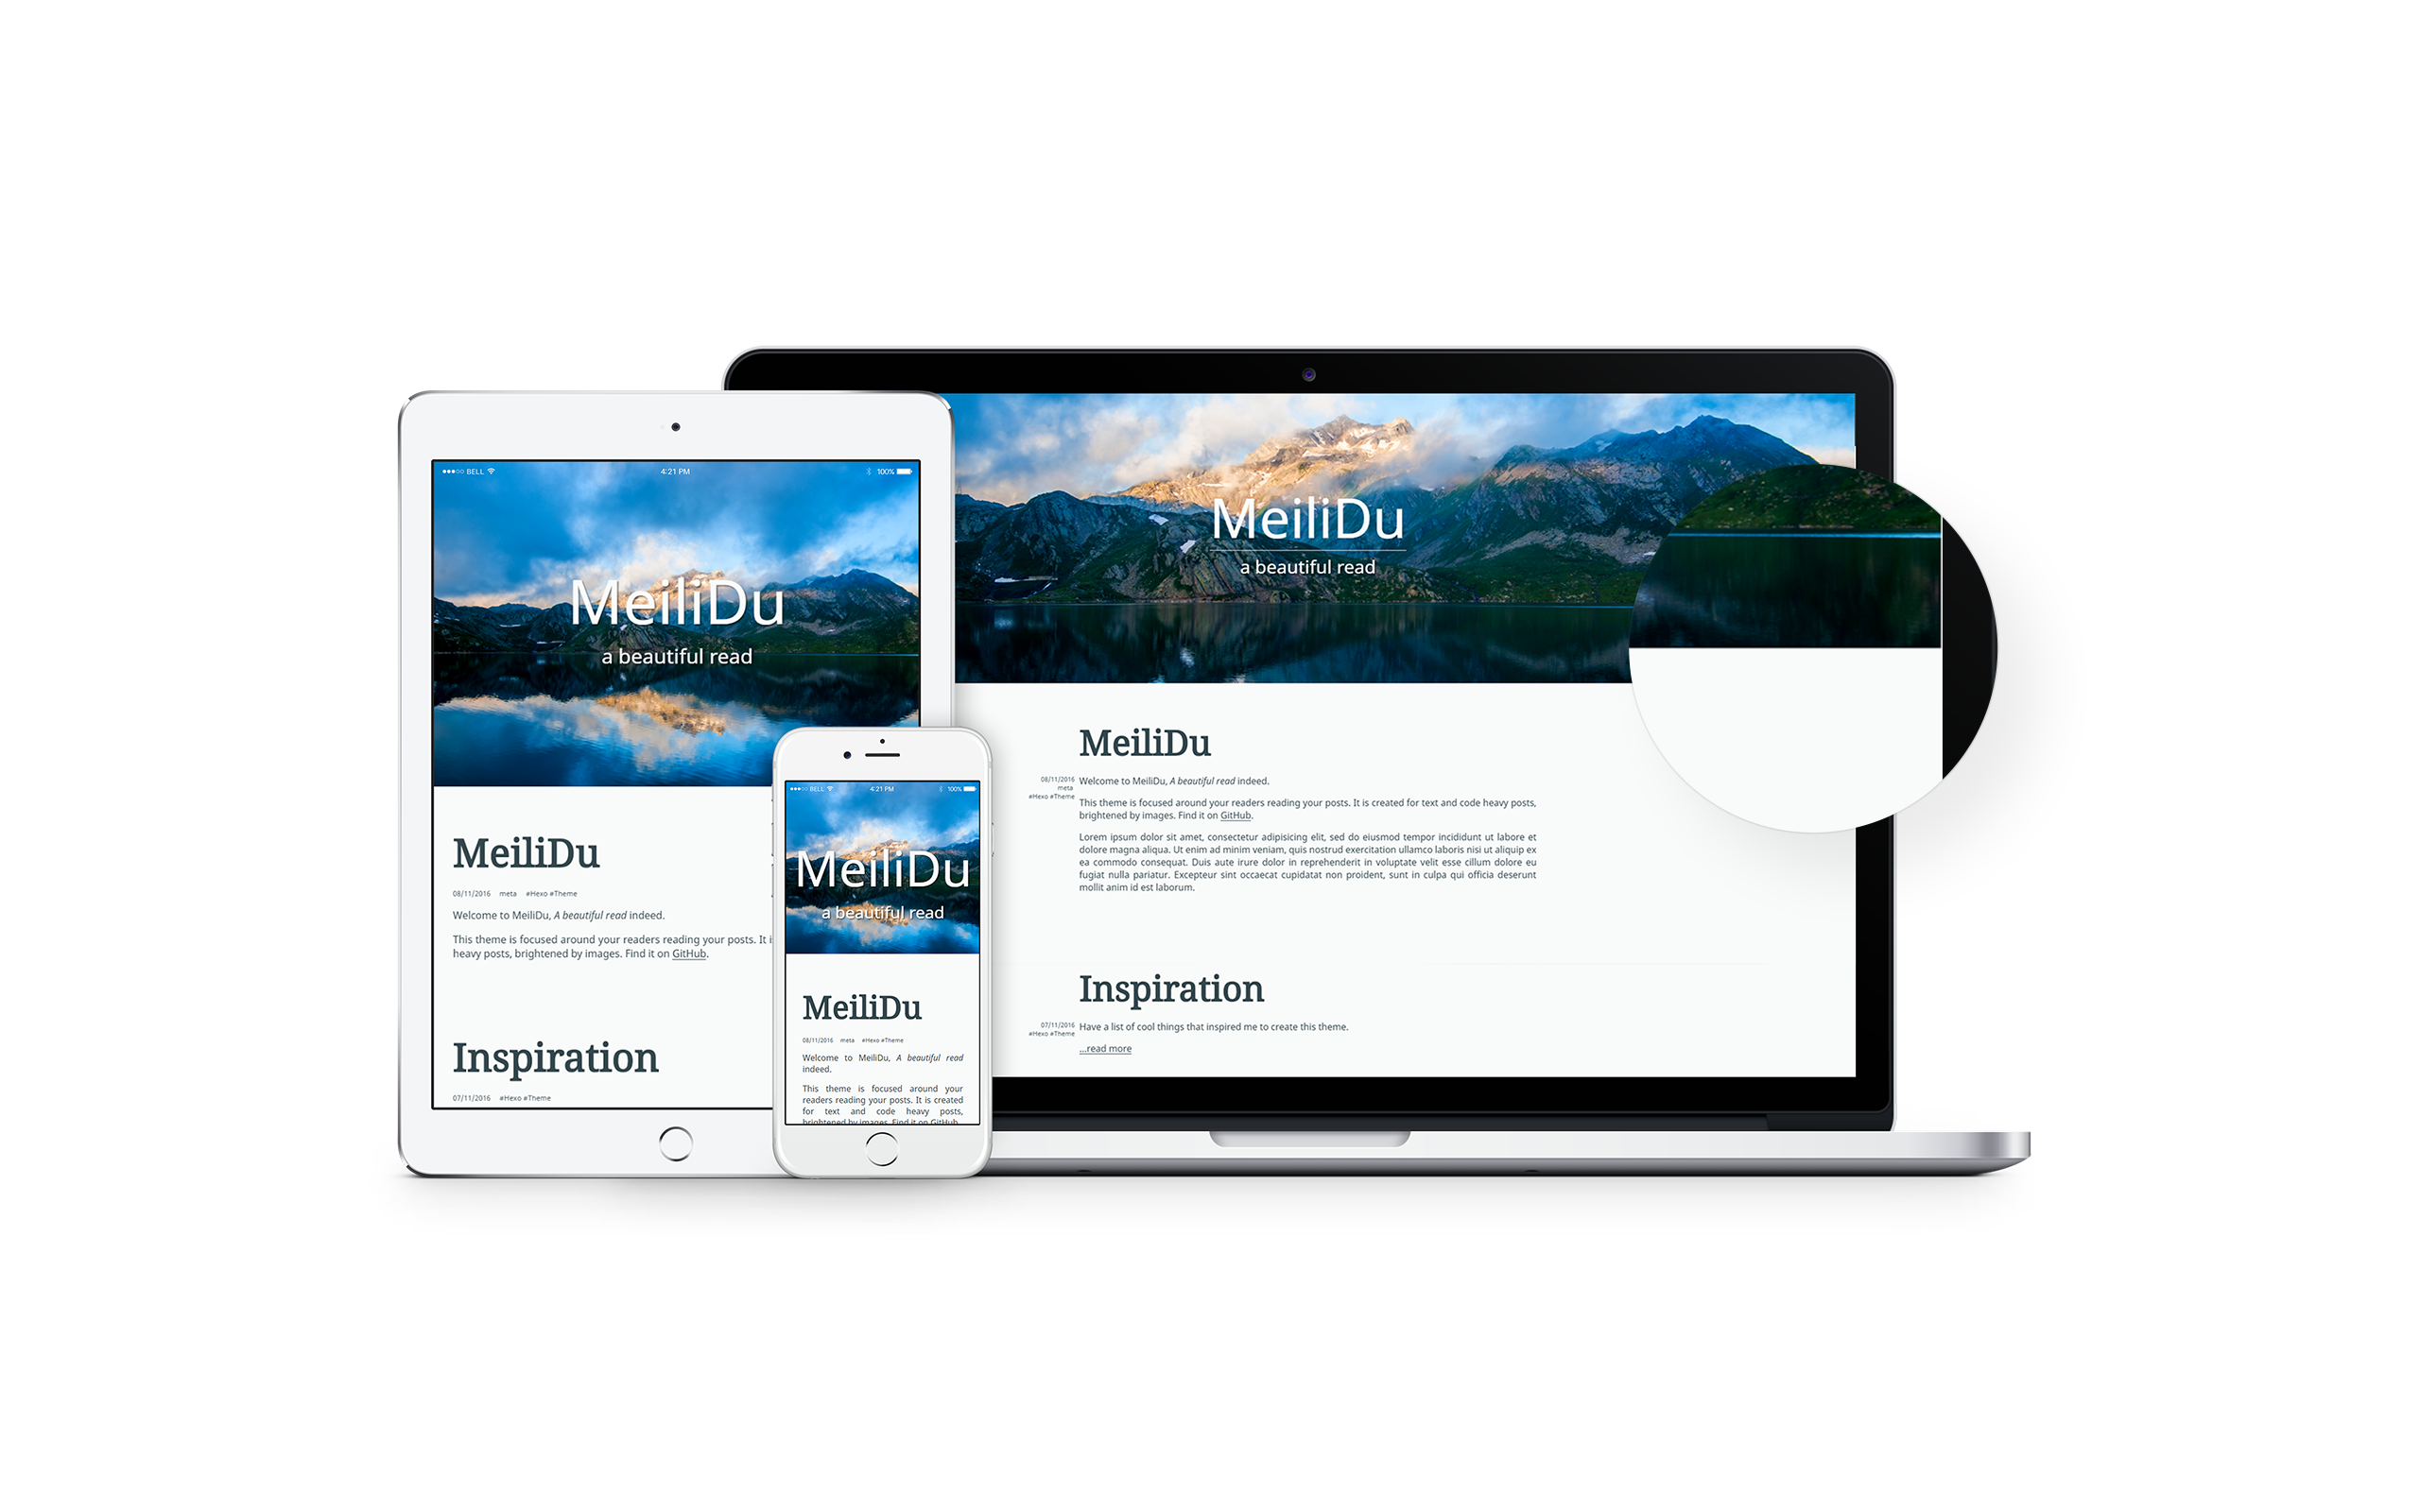 BELL 4:21 PM 100%
MeiliDu
a beautiful read
MeiliDu
08/11/2016 meta #Hexo #Theme
Welcome to MeiliDu, A beautiful read indeed.
This theme is focused around your readers reading your posts. It i
heavy posts, brightened by images. Find it on GitHub.
Inspiration
07/11/2016 #Hexo #Theme
BELL 4:21 PM 100%
MeiliDu
a beautiful read
MeiliDu
08/11/2016 meta #Hexo #Theme
Welcome to MeiliDu, A beautiful read
indeed.
This theme is focused around your
readers reading your posts. It is created
for text and code heavy posts,
brightened by images. Find it on GitHub.
MeiliDu
a beautiful read
MeiliDu
08/11/2016
meta
#Hexo #Theme
Welcome to MeiliDu, A beautiful read indeed.
This theme is focused around your readers reading your posts. It is created for text and code heavy posts,
brightened by images. Find it on GitHub.
Lorem ipsum dolor sit amet, consectetur adipisicing elit, sed do eiusmod tempor incididunt ut labore et
dolore magna aliqua. Ut enim ad minim veniam, quis nostrud exercitation ullamco laboris nisi ut aliquip ex
ea commodo consequat. Duis aute irure dolor in reprehenderit in voluptate velit esse cillum dolore eu
fugiat nulla pariatur. Excepteur sint occaecat cupidatat non proident, sunt in culpa qui officia deserunt
mollit anim id est laborum.
Inspiration
07/11/2016
#Hexo #Theme
Have a list of cool things that inspired me to create this theme.
...read more